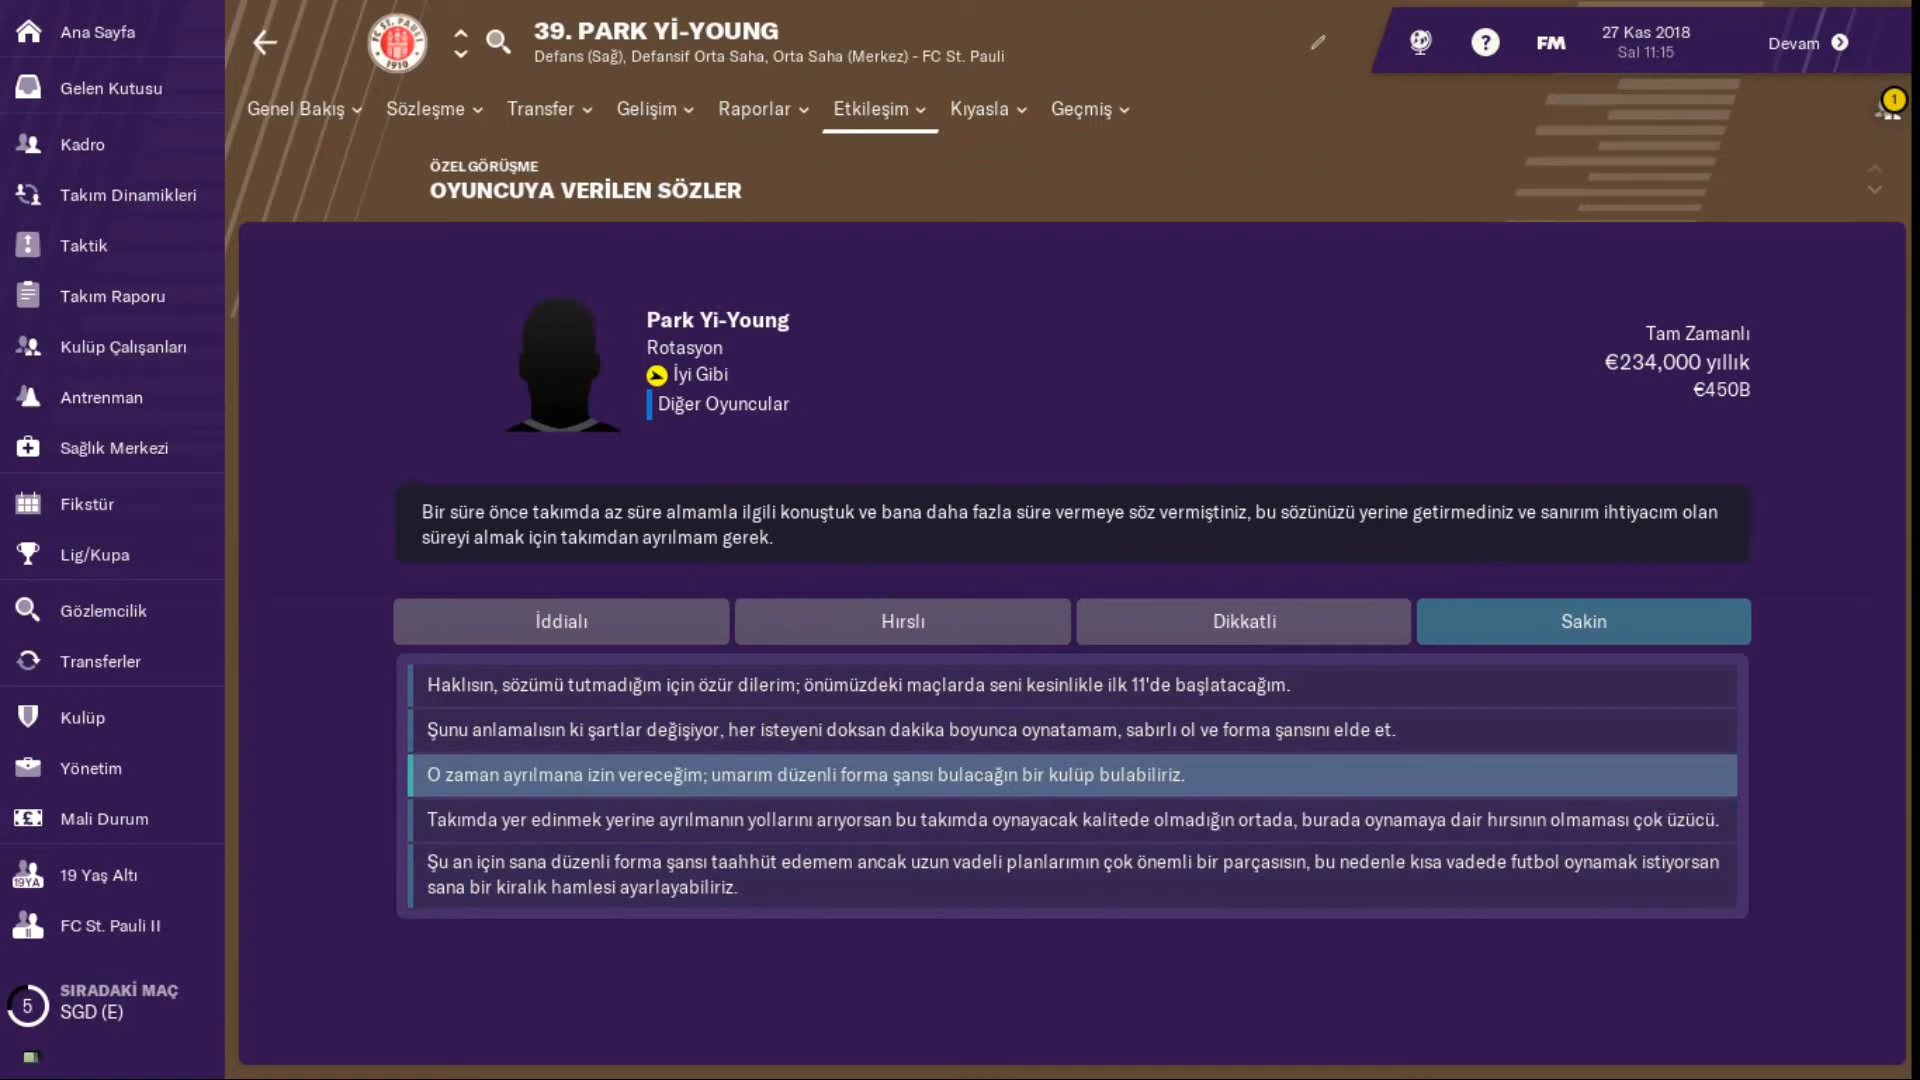 Ana Sayfa
Gelen Kutusu
Kadro
Takım Dinamikleri
Taktik
Takım Raporu
Kulüp Çalışanları
Antrenman
Sağlık Merkezi
Fikstür
Lig/Kupa
Gözlemcilik
Transferler
Kulüp
Yönetim
Mali Durum
19YA
19 Yaş Altı
II
FC St. Pauli II
5
SIRADAKİ MAÇ
SGD (E)
FC ST. PAULI
1910
39. PARK Yİ-YOUNG
Defans (Sağ), Defansif Orta Saha, Orta Saha (Merkez) - FC St. Pauli
?
FM
27 Kas 2018
Sal 11:15
Devam
Genel Bakış
Sözleşme
Transfer
Gelişim
Raporlar
Etkileşim
Kıyasla
Geçmiş
1
ÖZEL GÖRÜŞME
OYUNCUYA VERİLEN SÖZLER
Park Yi-Young
Rotasyon
İyi Gibi
Diğer Oyuncular
Tam Zamanlı
€234,000 yıllık
€450B
Bir süre önce takımda az süre almamla ilgili konuştuk ve bana daha fazla süre vermeye söz vermiştiniz, bu sözünüzü yerine getirmediniz ve sanırım ihtiyacım olan
süreyi almak için takımdan ayrılmam gerek.
İddialı
Hırslı
Dikkatli
Sakin
Haklısın, sözümü tutmadığım için özür dilerim; önümüzdeki maçlarda seni kesinlikle ilk 11'de başlatacağım.
Şunu anlamalısın ki şartlar değişiyor, her isteyeni doksan dakika boyunca oynatamam, sabırlı ol ve forma şansını elde et.
O zaman ayrılmana izin vereceğim; umarım düzenli forma şansı bulacağın bir kulüp bulabiliriz.
Takımda yer edinmek yerine ayrılmanın yollarını arıyorsan bu takımda oynayacak kalitede olmadığın ortada, burada oynamaya dair hırsının olmaması çok üzücü.
Şu an için sana düzenli forma şansı taahhüt edemem ancak uzun vadeli planlarımın çok önemli bir parçasısın, bu nedenle kısa vadede futbol oynamak istiyorsan
sana bir kiralık hamlesi ayarlayabiliriz.